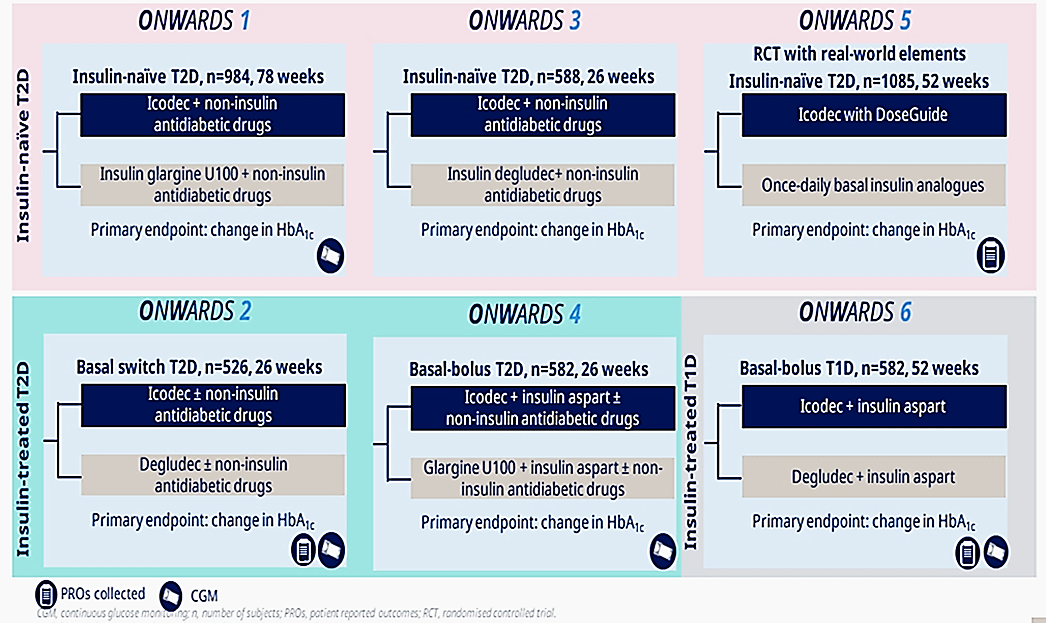 ONWARDS 1
Insulin-naïve T2D
Insulin-naïve T2D, n=984, 78 weeks
Icodec + non-insulin
antidiabetic drugs
Insulin glargine U100 + non-insulin
antidiabetic drugs
Primary endpoint: change in HbA1c
ONWARDS 3
Insulin-naïve T2D, n=588, 26 weeks
Icodec + non-insulin
antidiabetic drugs
Insulin degludec+ non-insulin
antidiabetic drugs
Primary endpoint: change in HbA1c
ONWARDS 5
RCT with real-world elements
Insulin-naïve T2D, n=1085, 52 weeks
Icodec with DoseGuide
Once-daily basal insulin analogues
Primary endpoint: change in HbA1c
ONWARDS 2
Insulin-treated T2D
Basal switch T2D, n=526, 26 weeks
Icodec ± non-insulin
antidiabetic drugs
Degludec ± non-insulin
antidiabetic drugs
Primary endpoint: change in HbA1c
ONWARDS 4
Basal-bolus T2D, n=582, 26 weeks
Icodec + insulin aspart ±
non-insulin antidiabetic drugs
Glargine U100 + insulin aspart ± non-
insulin antidiabetic drugs
Primary endpoint: change in HbA1c
ONWARDS 6
Insulin-treated T1D
Basal-bolus T1D, n=582, 52 weeks
Icodec + insulin aspart
Degludec + insulin aspart
Primary endpoint: change in HbA1c
PROs collected
CGM
CGM, continuous glucose monitoring; n, number of subjects; PROs, patient reported outcomes; RCT, randomised controlled trial.